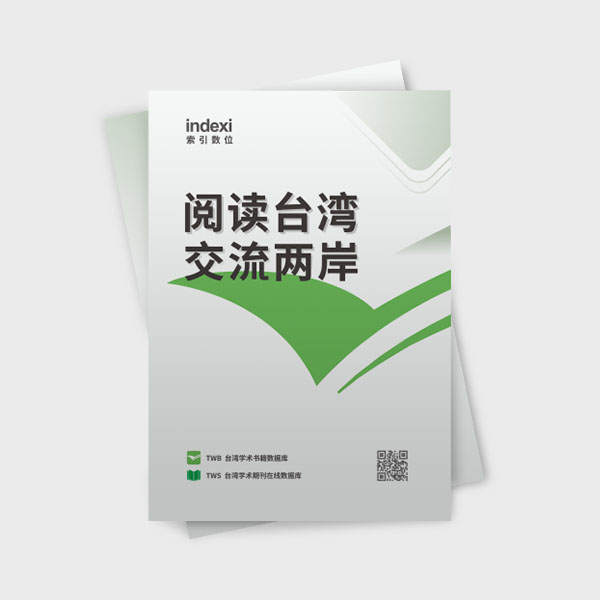 indexi
索引数位
阅读台湾
交流两岸
TWB 台湾学术书籍数据库
TWS 台湾学术期刊在线数据库